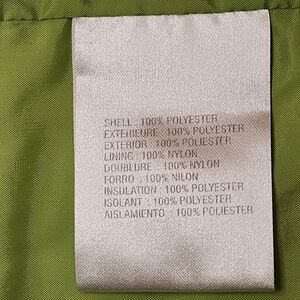 SHELL : 100% POLYESTER
EXTERIEURE : 100% POLYESTER
EXTERIOR : 100% POLIESTER
LINING : 100% NYLON
DOUBLURE : 100% NYLON
FORRO : 100% NILON
INSULATION : 100% POLYESTER
ISOLANT : 100% POLYESTER
AISLAMIENTO : 100% POLIESTER